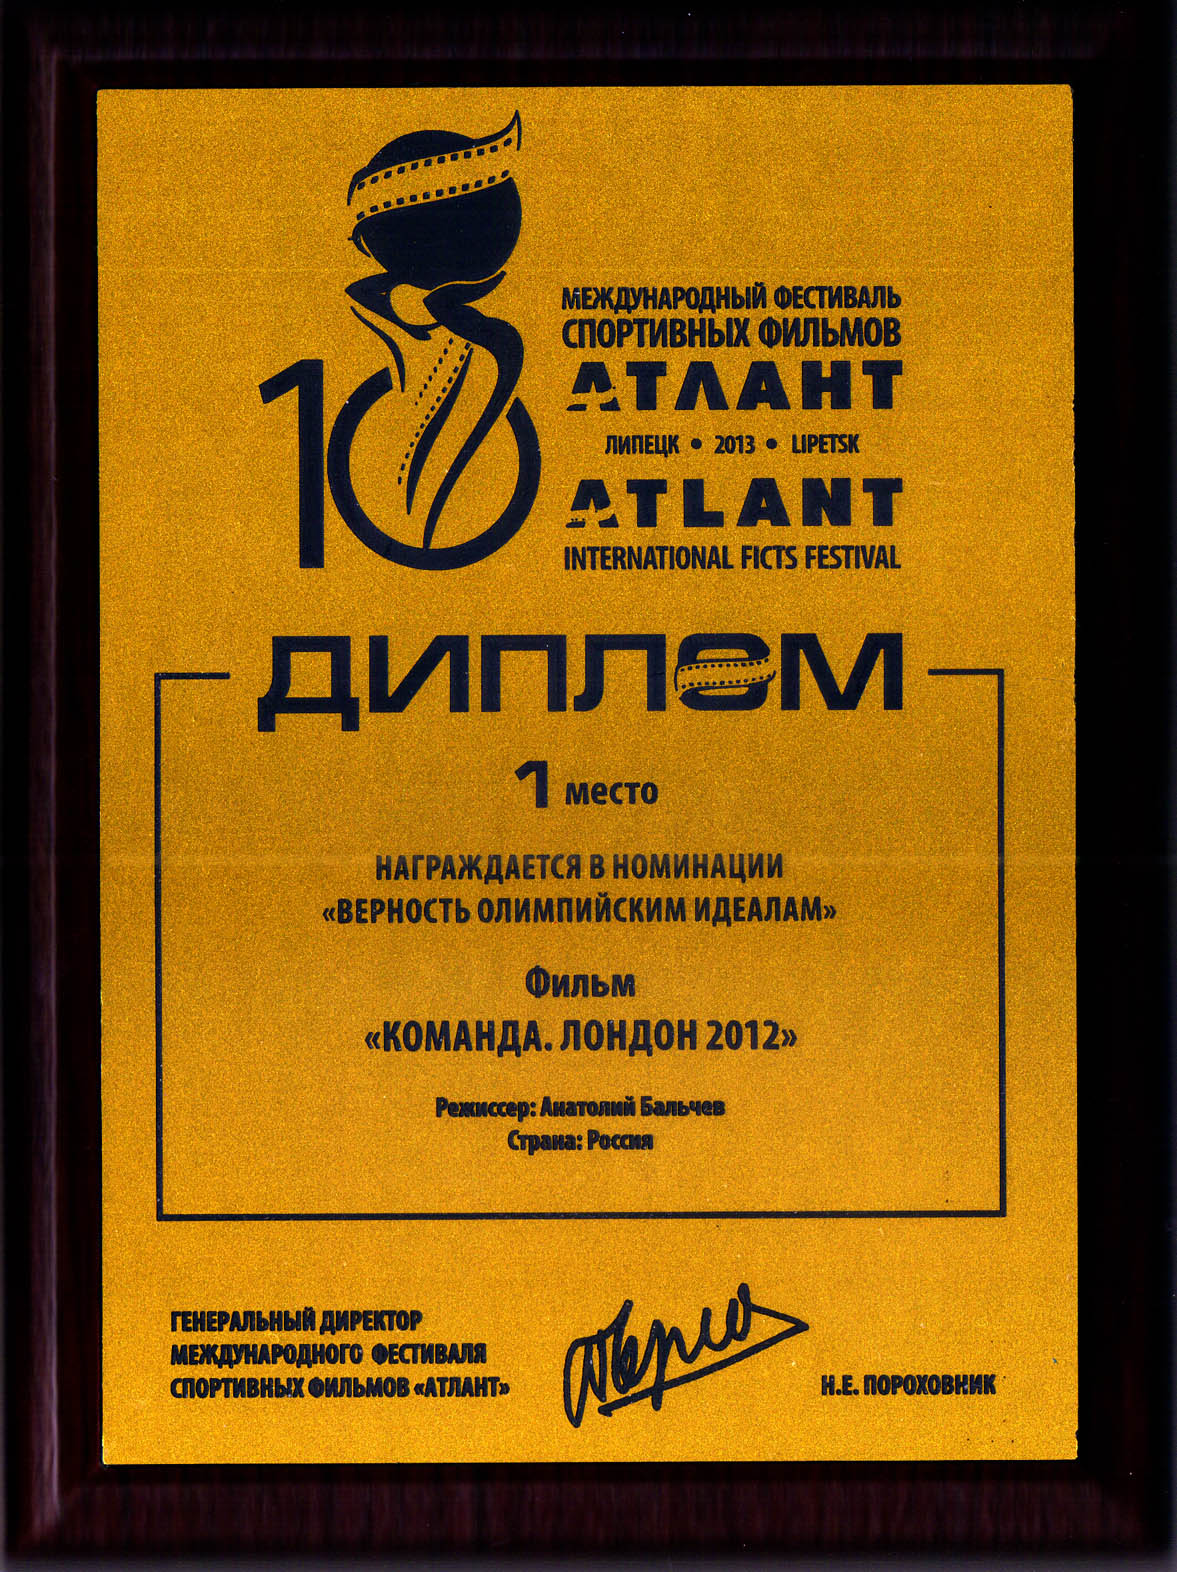 10
МЕЖДУНАРОДНЫЙ ФЕСТИВАЛЬ
СПОРТИВНЫХ ФИЛЬМОВ
АТЛАНТ
ЛИПЕЦК • 2013 • LIPETSK
ATLANT
INTERNATIONAL FICTS FESTIVAL
ДИПЛОМ
1 место
НАГРАЖДАЕТСЯ В НОМИНАЦИИ
«ВЕРНОСТЬ ОЛИМПИЙСКИМ ИДЕАЛАМ»
Фильм
«КОМАНДА. ЛОНДОН 2012»
Режиссер: Анатолий Бальчев
Страна: Россия
ГЕНЕРАЛЬНЫЙ ДИРЕКТОР
МЕЖДУНАРОДНОГО ФЕСТИВАЛЯ
СПОРТИВНЫХ ФИЛЬМОВ «АТЛАНТ»
Н.Е. ПОРОХОВНИК